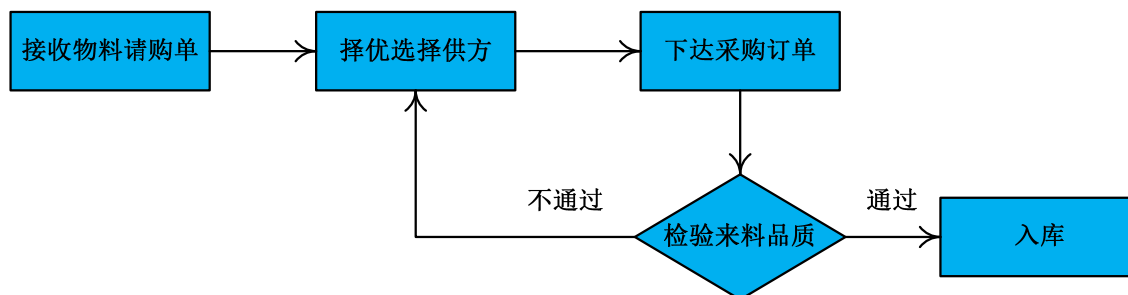 接收物料请购单
择优选择供方
下达采购订单
不通过
检验来料品质
通过
入库